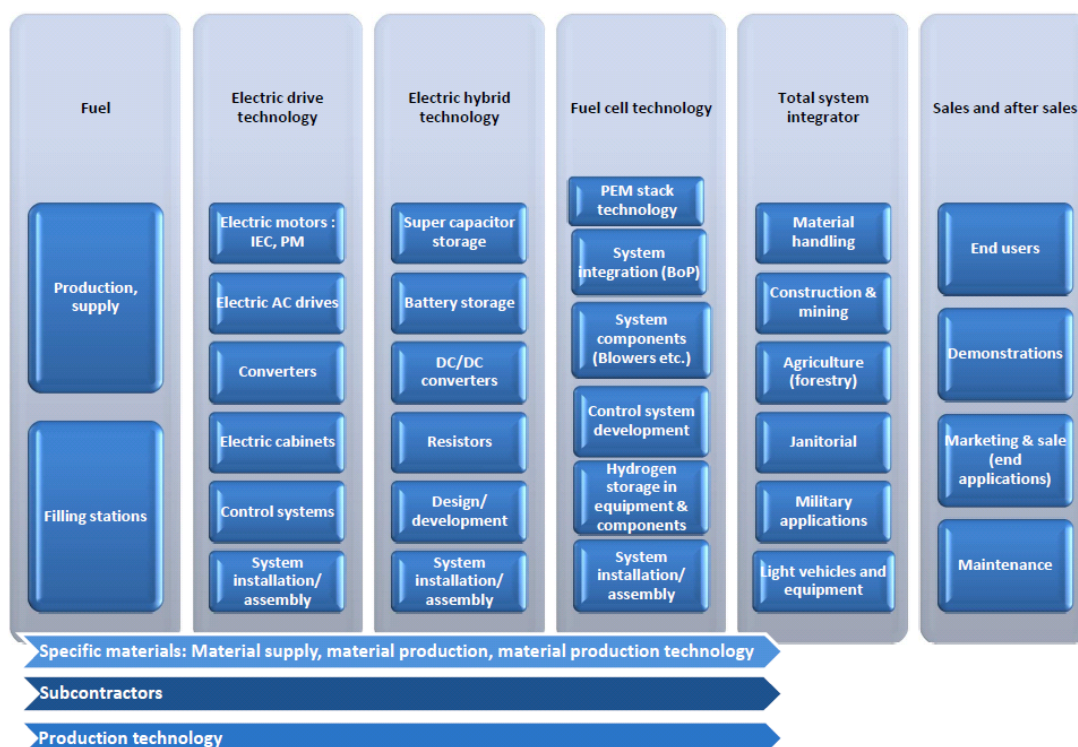 Fuel
Production,
supply
Filling stations
Electric drive
technology
Electric motors :
IEC, PM
Electric AC drives
Converters
Electric cabinets
Control systems
System
installation/
assembly
Electric hybrid
technology
Super capacitor
storage
Battery storage
DC/DC
converters
Resistors
Design/
development
System
installation/
assembly
Fuel cell technology
PEM stack
technology
System
integration (BoP)
System
components
(Blowers etc.)
Control system
development
Hydrogen
storage in
equipment &
components
System
installation/
assembly
Total system
integrator
Material
handling
Construction &
mining
Agriculture
(forestry)
Janitorial
Military
applications
Light vehicles and
equipment
Sales and after sales
End users
Demonstrations
Marketing & sale
(end
applications)
Maintenance
Specific materials: Material supply, material production, material production technology
Subcontractors
Production technology